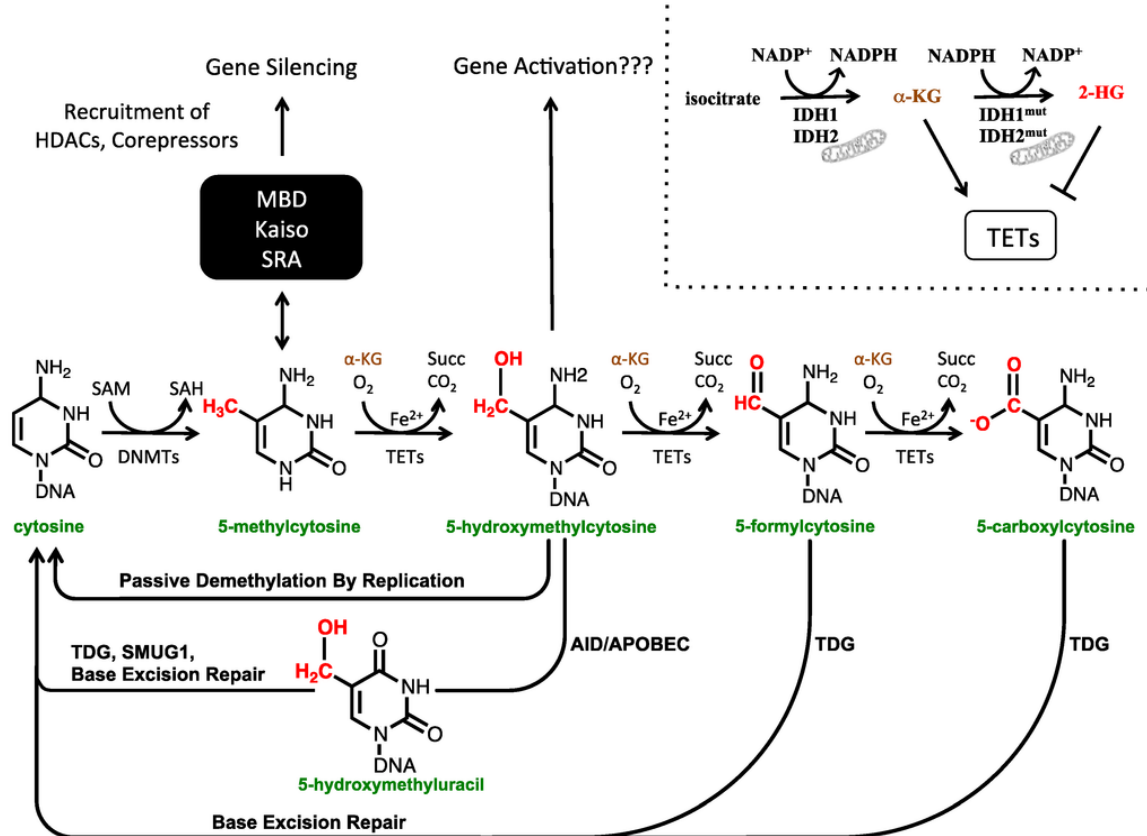 Gene Silencing
Recruitment of
HDACs, Corepressors
MBD
Kaiso
SRA
Gene Activation???
NADP⁺ NADPH NADPH NADP⁺
isocitrate α-KG 2-HG
IDH1 IDH1ᵐᵘᵗ
IDH2 IDH2ᵐᵘᵗ
TETs
NH₂
NH
O
N
DNA
cytosine
SAM SAH
DNMTs
H₃C
NH₂
NH
O
N
H
5-methylcytosine
α-KG Succ
O₂ CO₂
Fe²⁺
TETs
OH
H₂C
NH2
NH
O
N
DNA
5-hydroxymethylcytosine
α-KG Succ
O₂ CO₂
Fe²⁺
TETs
O
HC
NH₂
NH
O
N
DNA
5-formylcytosine
α-KG Succ
O₂ CO₂
Fe²⁺
TETs
O
⁻O
C
NH₂
NH
O
N
DNA
5-carboxylcytosine
Passive Demethylation By Replication
TDG, SMUG1,
Base Excision Repair
OH
H₂C
O
NH
O
N
DNA
5-hydroxymethyluracil
AID/APOBEC
TDG
TDG
Base Excision Repair